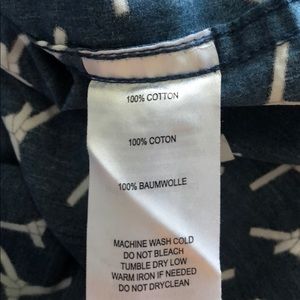 100% COTTON
100% COTON
100% BAUMWOLLE
MACHINE WASH COLD
DO NOT BLEACH
TUMBLE DRY LOW
WARM IRON IF NEEDED
DO NOT DRYCLEAN